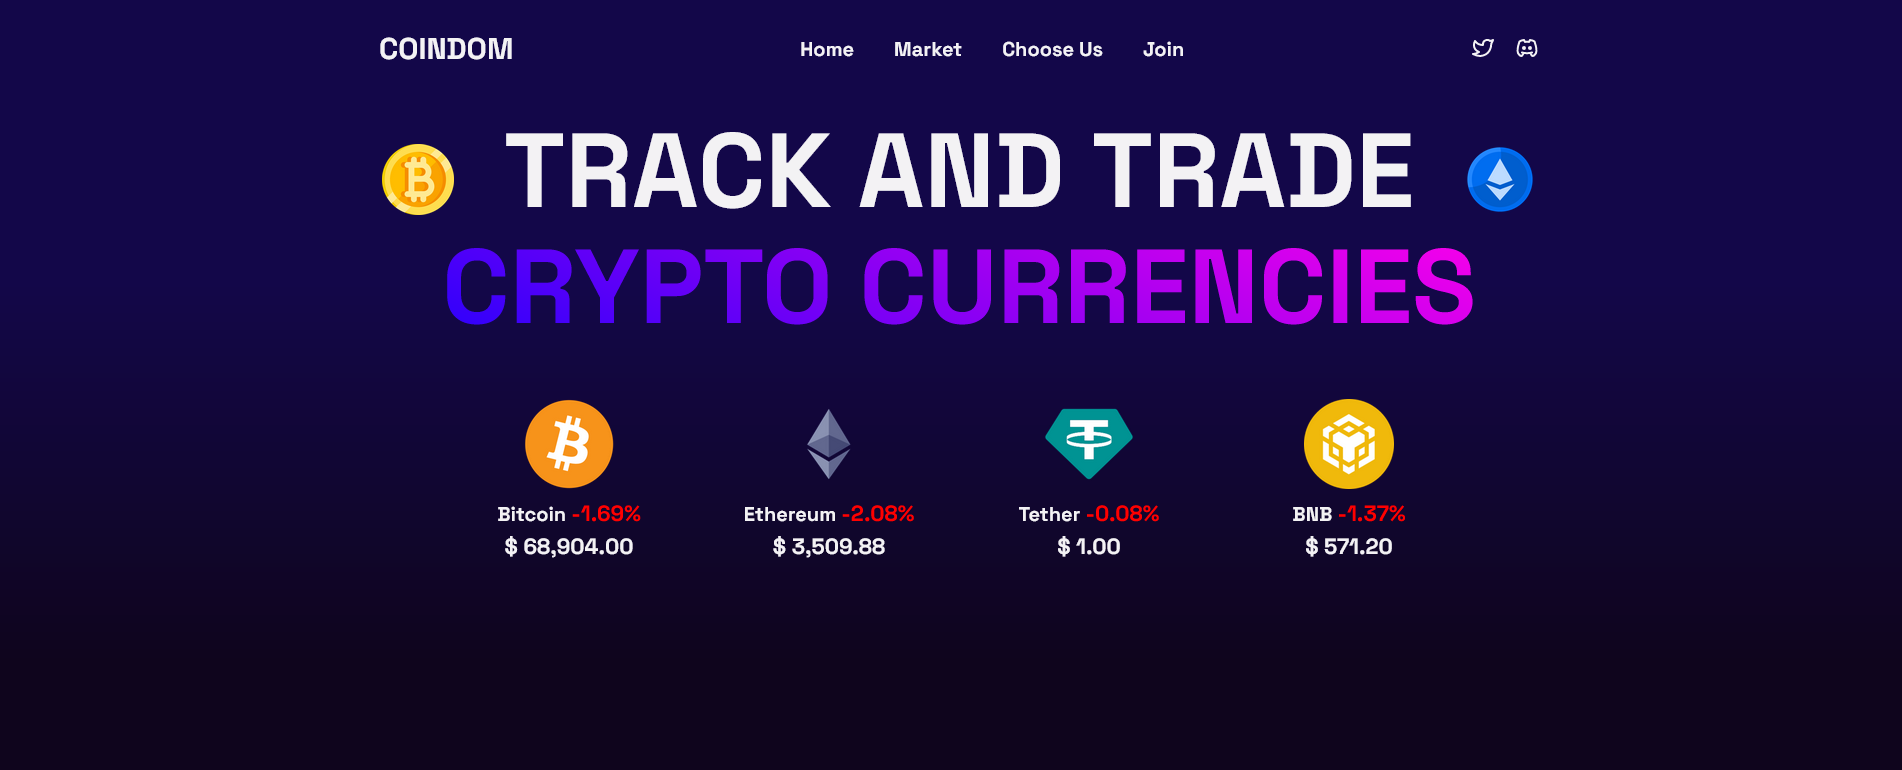 COINDOM
Home Market Choose Us Join
TRACK AND TRADE
CRYPTO CURRENCIES
Bitcoin -1.69%
$ 68,904.00
Ethereum -2.08%
$ 3,509.88
Tether -0.08%
$ 1.00
BNB -1.37%
$ 571.20